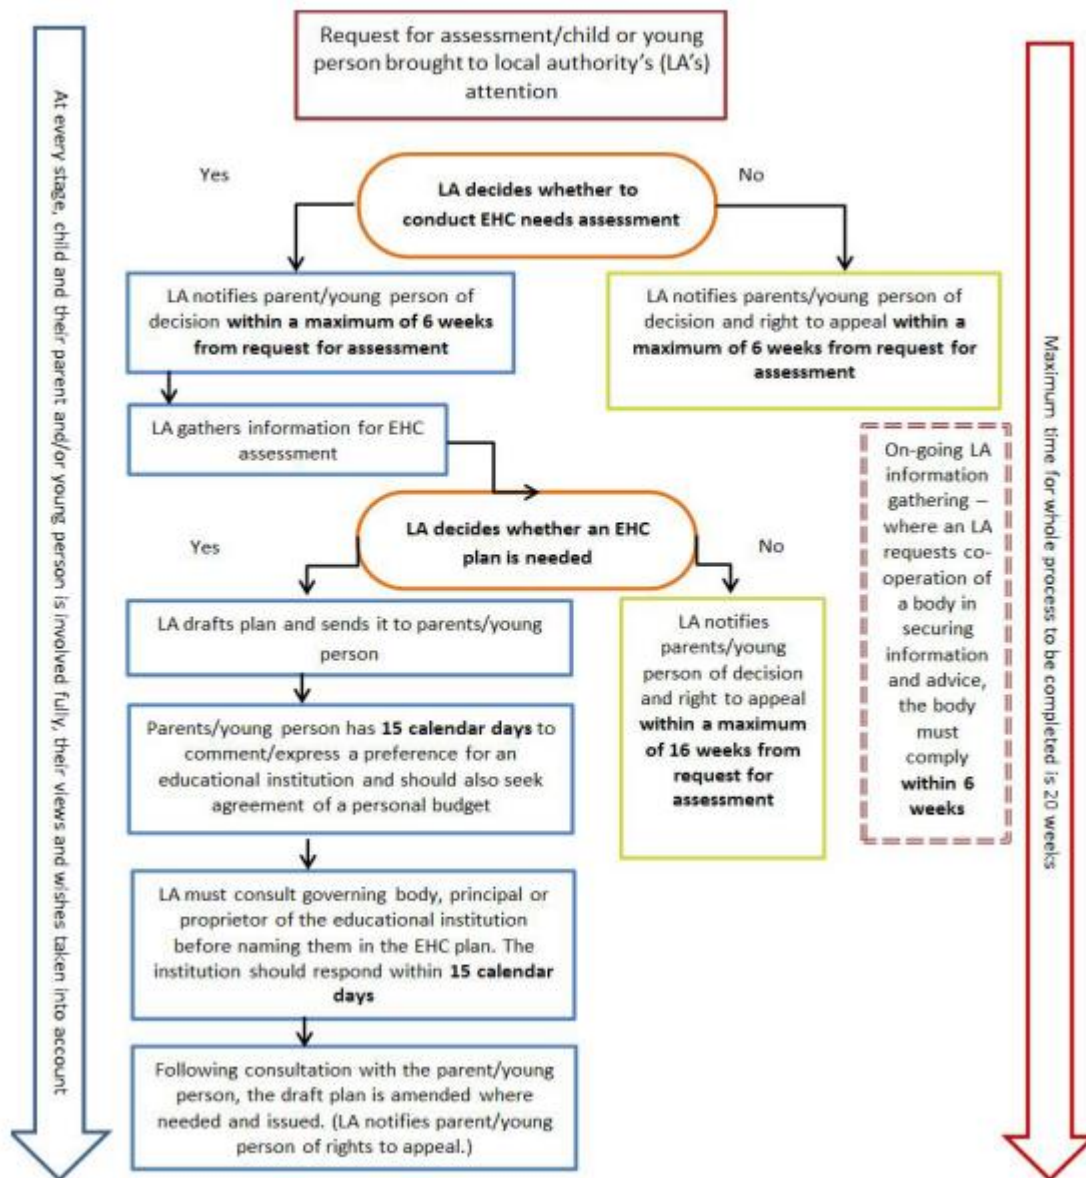 Request for assessment/child or young
person brought to local authority's (LA's)
attention
At every stage, child and their parent and/or young person is involved fully, their views and wishes taken into account
Maximum time for whole process to be completed is 20 weeks
Yes
LA decides whether to
conduct EHC needs assessment
No
LA notifies parent/young person of
decision within a maximum of 6 weeks
from request for assessment
LA notifies parents/young person of
decision and right to appeal within a
maximum of 6 weeks from request for
assessment
LA gathers information for EHC
assessment
On-going LA
information
gathering –
where an LA
requests co-
operation of
a body in
securing
information
and advice,
the body
must
comply
within 6
weeks
Yes
LA decides whether an EHC
plan is needed
No
LA drafts plan and sends it to parents/young
person
LA notifies
parents/young
person of decision
and right to appeal
within a maximum
of 16 weeks from
request for
assessment
Parents/young person has 15 calendar days to
comment/express a preference for an
educational institution and should also seek
agreement of a personal budget
LA must consult governing body, principal or
proprietor of the educational institution
before naming them in the EHC plan. The
institution should respond within 15 calendar
days
Following consultation with the parent/young
person, the draft plan is amended where
needed and issued. (LA notifies parent/young
person of rights to appeal.)